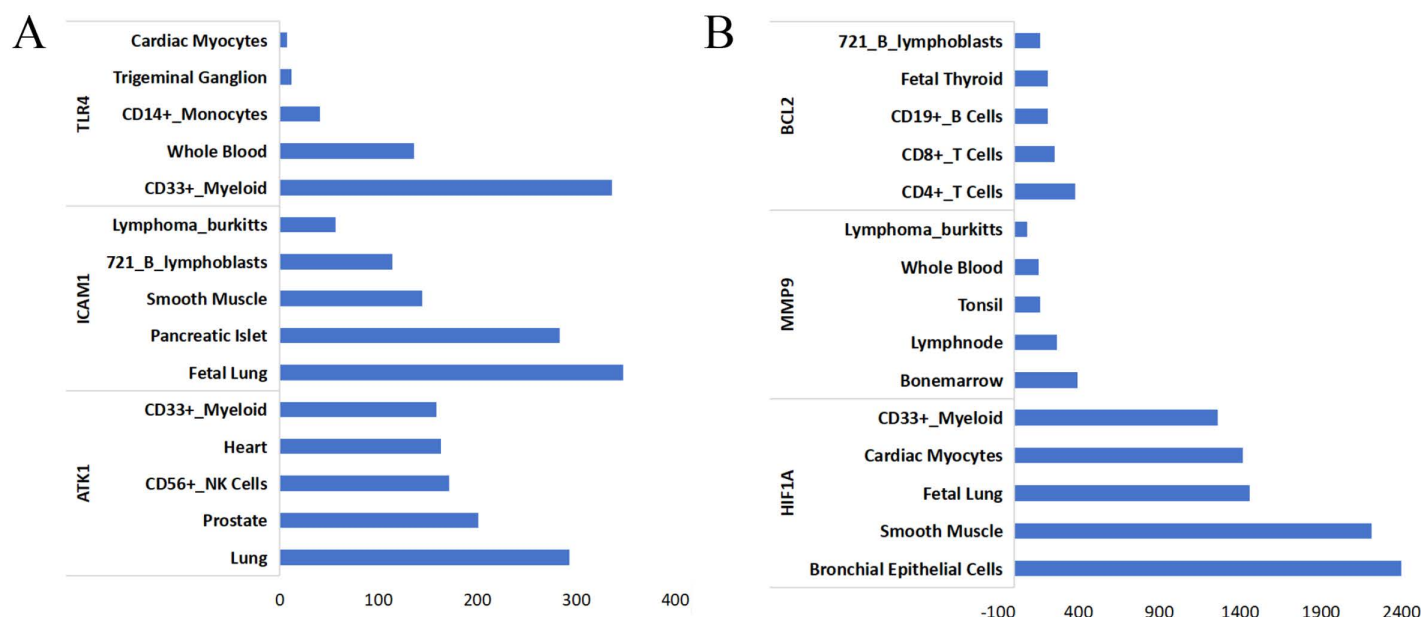 A
TLR4
Cardiac Myocytes
Trigeminal Ganglion
CD14+_Monocytes
Whole Blood
CD33+_Myeloid
ICAM1
Lymphoma_burkitts
721_B_lymphoblasts
Smooth Muscle
Pancreatic Islet
Fetal Lung
ATK1
CD33+_Myeloid
Heart
CD56+_NK Cells
Prostate
Lung
0 100 200 300 400
B
BCL2
721_B_lymphoblasts
Fetal Thyroid
CD19+_B Cells
CD8+_T Cells
CD4+_T Cells
MMP9
Lymphoma_burkitts
Whole Blood
Tonsil
Lymphnode
Bonemarrow
HIF1A
CD33+_Myeloid
Cardiac Myocytes
Fetal Lung
Smooth Muscle
Bronchial Epithelial Cells
-100 400 900 1400 1900 2400